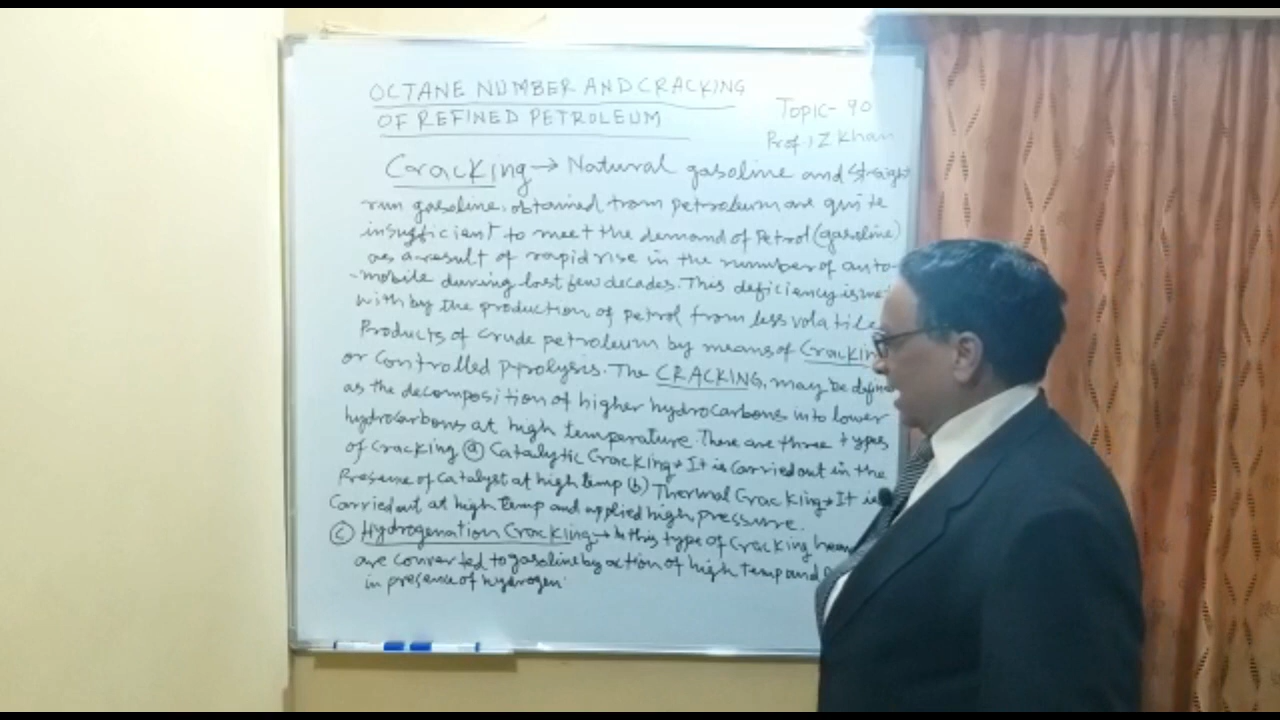 OCTANE NUMBER AND CRACKING
OF REFINED PETROLEUM
Topic- 90
Prof. I Z Khan
Cracking → Natural gasoline and straight
run gasoline, obtained from petroleum are quite
insufficient to meet the demand of Petrol (gasoline)
as a result of rapid rise in the number of auto-
-mobile during last few decades. This deficiency is
with by the production of petrol from less volatile
Products of crude petroleum by means of Crackin
or Controlled Pyrolysis. The CRACKING, may be
as the decomposition of higher hydrocarbons into lower
hydrocarbons at high temperature. There are three types
of Cracking (a) Catalytic Cracking → It is carried out in the
Presence of Catalyst at high temp (b) Thermal Cracking → It is
Carried out at high temp and applied high pressure.
(c) Hydrogenation Cracking → In this type of Cracking
are converted to gasoline by action of high temp and
in presence of hydrogen.